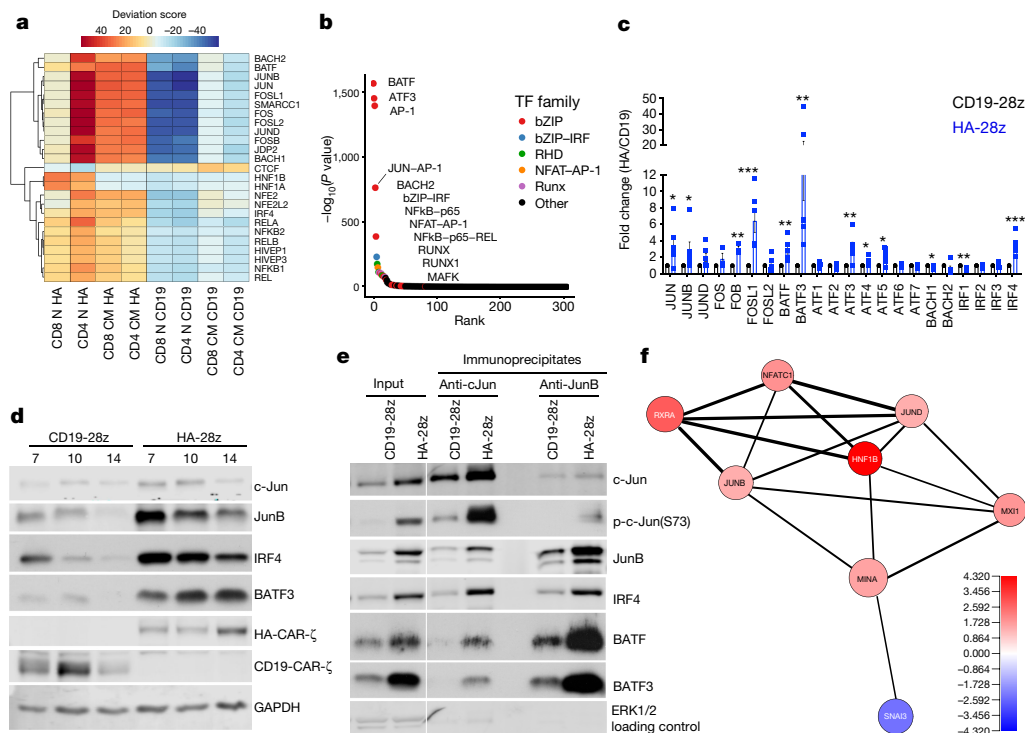 a
Deviation score
40 20 0 −20 −40
BACH2
BATF
JUNB
JUN
FOSL1
SMARCC1
FOS
FOSL2
JUND
FOSB
JDP2
BACH1
CTCF
HNF1B
HNF1A
NFE2
NFE2L2
IRF4
RELA
NFKB2
RELB
HIVEP1
HIVEP3
NFKB1
REL
CD8 N HA
CD4 N HA
CD8 CM HA
CD4 CM HA
CD8 N CD19
CD4 N CD19
CD8 CM CD19
CD4 CM CD19
b
−log10(P value)
1,500
1,000
500
0
BATF
ATF3
AP-1
JUN–AP-1
BACH2
bZIP–IRF
NFkB–p65
NFAT–AP-1
NFkB–p65–REL
RUNX
RUNX1
MAFK
TF family
bZIP
bZIP–IRF
RHD
NFAT–AP-1
Runx
Other
0 100 200 300
Rank
c
Fold change (HA/CD19)
50
40
30
20
12
10
8
6
4
2
0
CD19-28z
HA-28z
* * ** *** ** ** ** * * * ** ***
JUN
JUNB
JUND
FOS
FOB
FOSL1
FOSL2
BATF
BATF3
ATF1
ATF2
ATF3
ATF4
ATF5
ATF6
ATF7
BACH1
BACH2
IRF1
IRF2
IRF3
IRF4
d
CD19-28z HA-28z
7 10 14 7 10 14
c-Jun
JunB
IRF4
BATF3
HA-CAR-ζ
CD19-CAR-ζ
GAPDH
e
Immunoprecipitates
Input Anti-cJun Anti-JunB
CD19-28z
HA-28z
CD19-28z
HA-28z
CD19-28z
HA-28z
c-Jun
p-c-Jun(S73)
JunB
IRF4
BATF
BATF3
ERK1/2
loading control
f
NFATC1
RXRA
JUND
HNF1B
JUNB
MXI1
MINA
SNAI3
4.320
3.456
2.592
1.728
0.864
0.000
−0.864
−1.728
−2.592
−3.456
−4.320